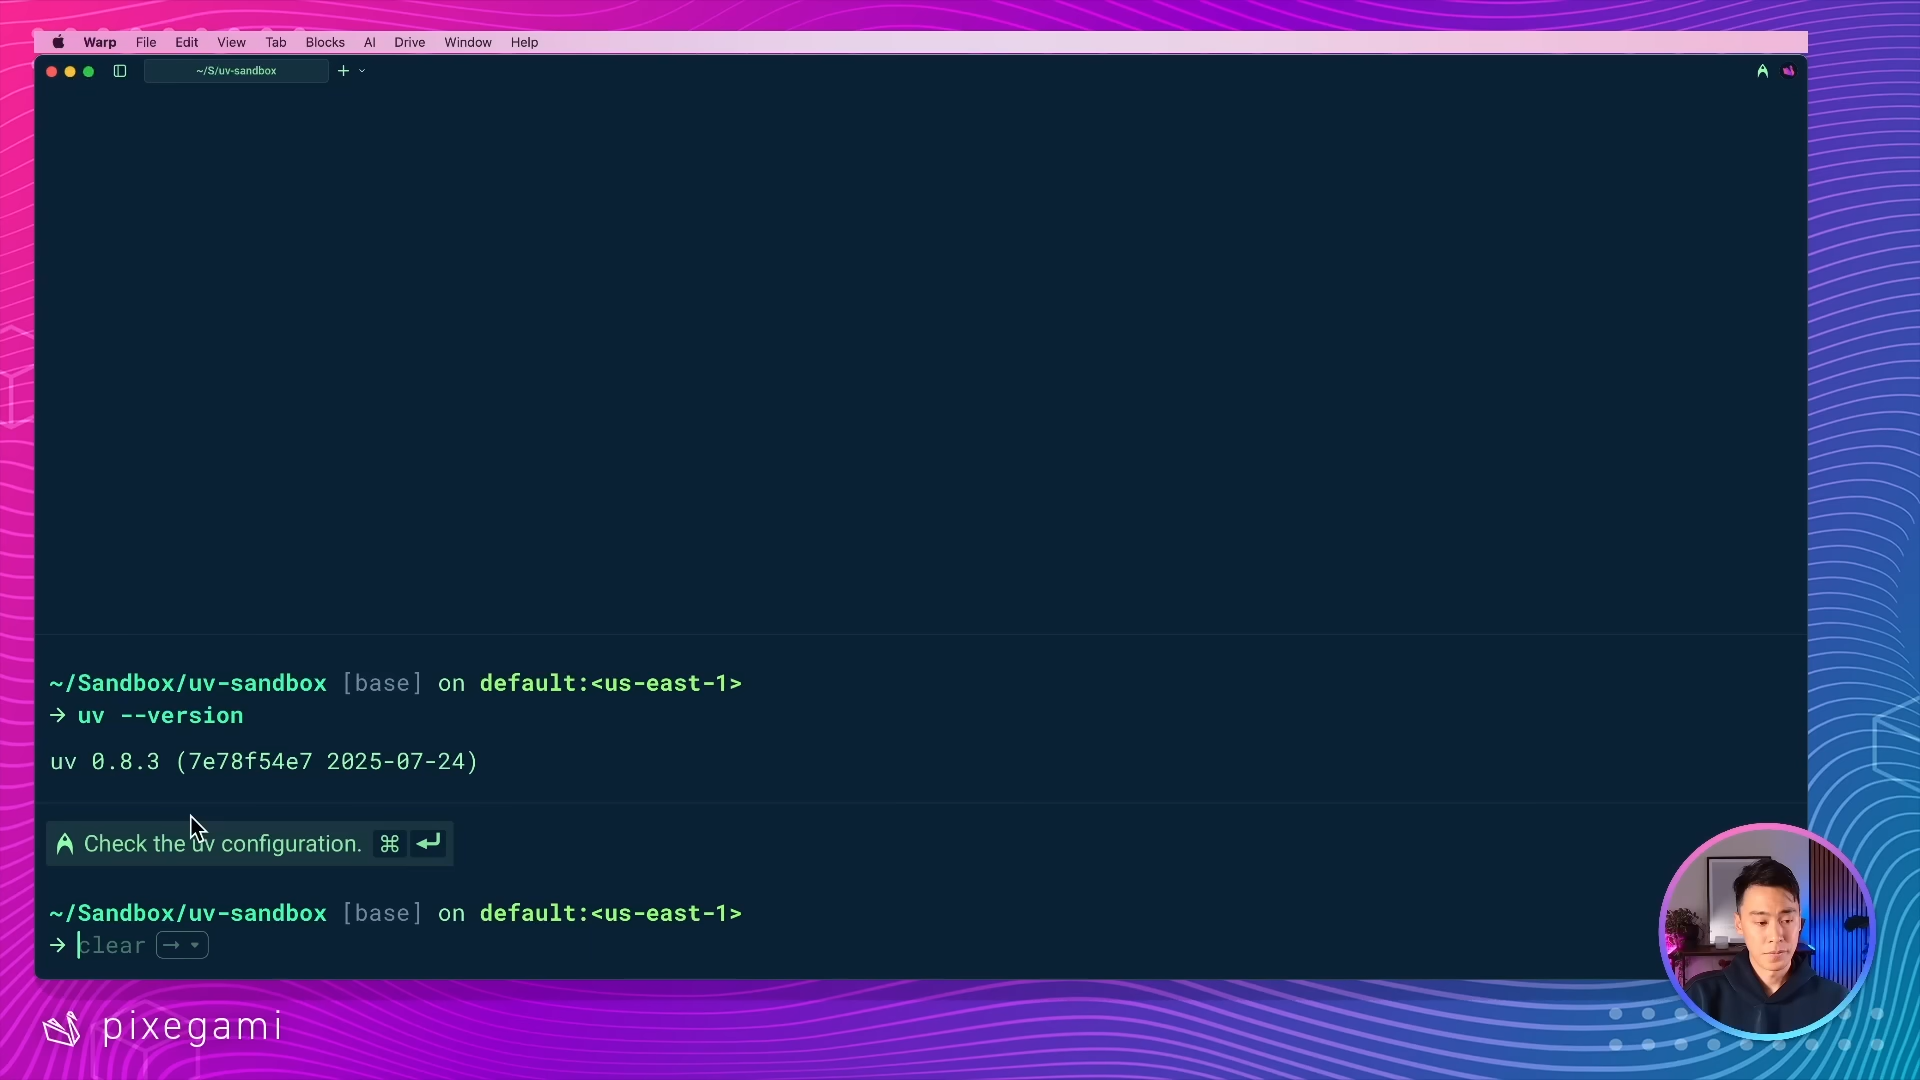 Warp File Edit View Tab Blocks AI Drive Window Help
~/S/uv-sandbox
~/Sandbox/uv-sandbox [base] on default:<us-east-1>
→ uv --version
uv 0.8.3 (7e78f54e7 2025-07-24)
Check the uv configuration. ⌘ ↵
~/Sandbox/uv-sandbox [base] on default:<us-east-1>
→ clear →
pixegami